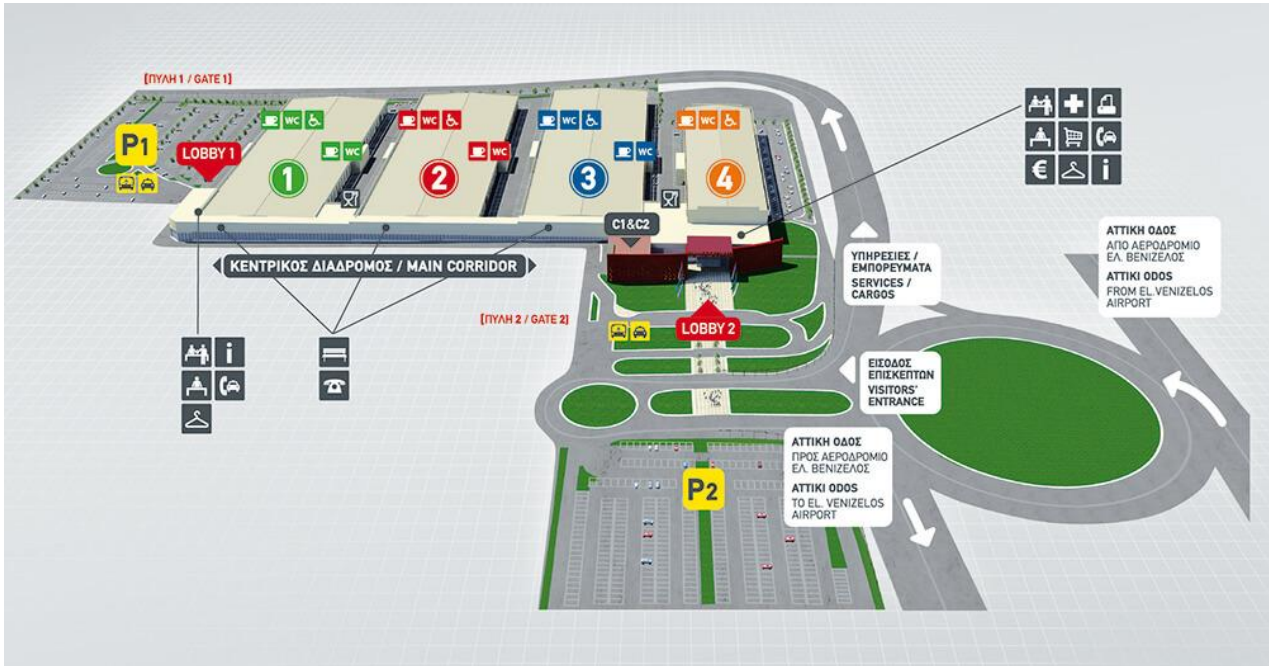 [ΠΥΛΗ 1 / GATE 1]
P1
LOBBY 1
WC
WC
1
WC
WC
2
WC
WC
3
WC
4
C1&C2
ΚΕΝΤΡΙΚΟΣ ΔΙΑΔΡΟΜΟΣ / MAIN CORRIDOR
[ΠΥΛΗ 2 / GATE 2]
LOBBY 2
i
€
i
ΥΠΗΡΕΣΙΕΣ /
ΕΜΠΟΡΕΥΜΑΤΑ
SERVICES /
CARGOS
ΑΤΤΙΚΗ ΟΔΟΣ
ΑΠΟ ΑΕΡΟΔΡΟΜΙΟ
ΕΛ. ΒΕΝΙΖΕΛΟΣ
ATTIKI ODOS
FROM EL.VENIZELOS
AIRPORT
ΕΙΣΟΔΟΣ
ΕΠΙΣΚΕΠΤΩΝ
VISITORS'
ENTRANCE
ΑΤΤΙΚΗ ΟΔΟΣ
ΠΡΟΣ ΑΕΡΟΔΡΟΜΙΟ
ΕΛ. ΒΕΝΙΖΕΛΟΣ
ATTIKI ODOS
TO EL. VENIZELOS
AIRPORT
P2